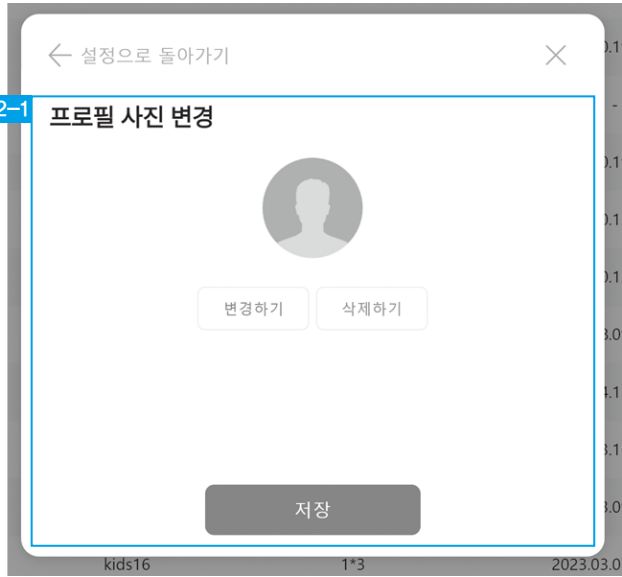 설정으로 돌아가기
2-1
프로필 사진 변경
변경하기 삭제하기
저장
kids16 1*3 2023.03.0